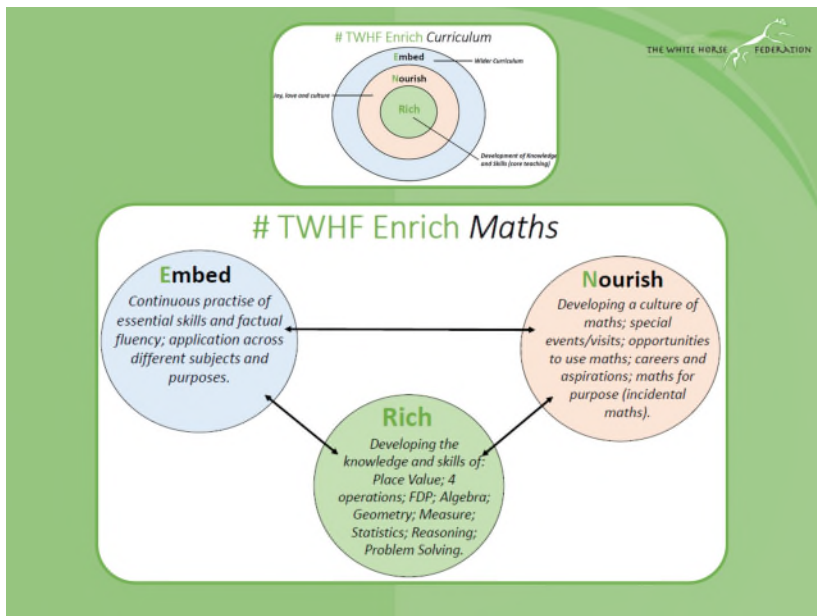 # TWHF Enrich Curriculum
THE WHITE HORSE FEDERATION
Embed
Wider Curriculum
Nourish
Joy, love and culture
Rich
Development of Knowledge
and Skills (core teaching)
# TWHF Enrich Maths
Embed
Continuous practise of
essential skills and factual
fluency; application across
different subjects and
purposes.
Nourish
Developing a culture of
maths; special
events/visits; opportunities
to use maths; careers and
aspirations; maths for
purpose (incidental
maths).
Rich
Developing the
knowledge and skills of:
Place Value; 4
operations; FDP; Algebra;
Geometry; Measure;
Statistics; Reasoning;
Problem Solving.